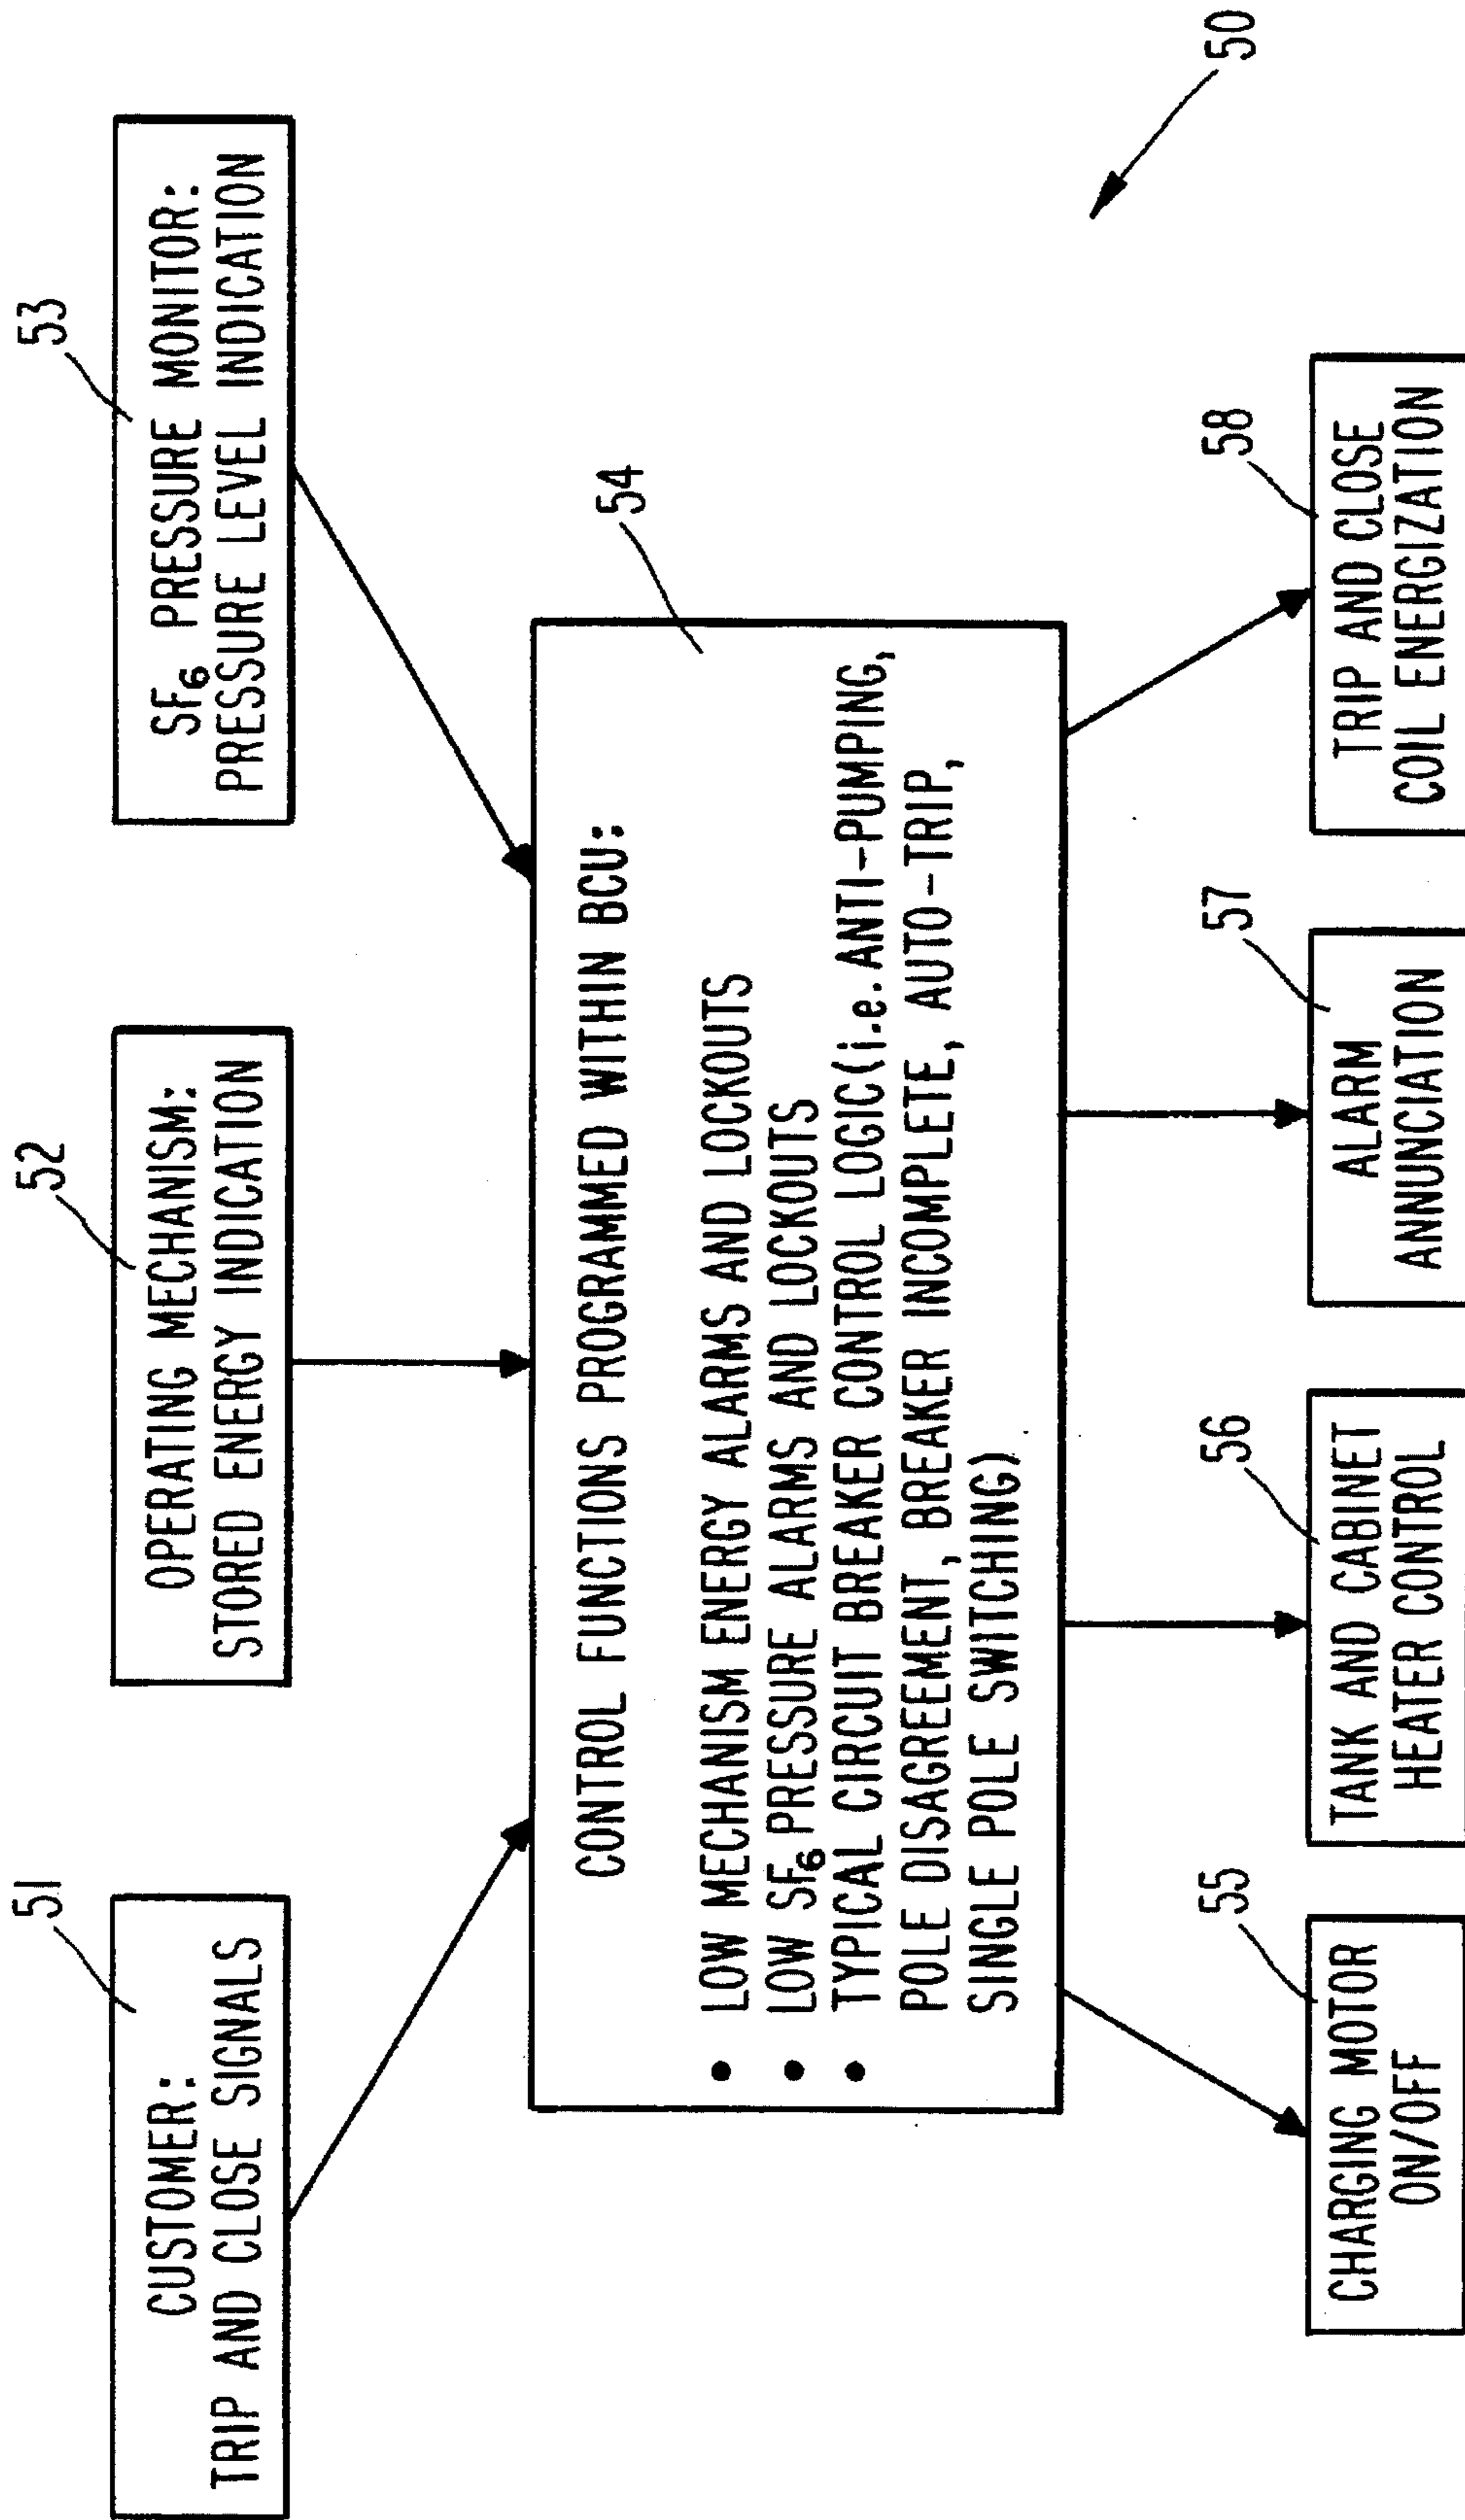 51
CUSTOMER:
TRIP AND CLOSE SIGNALS
52
OPERATING MECHANISM:
STORED ENERGY INDICATION
53
SF₆ PRESSURE MONITOR:
PRESSURE LEVEL INDICATION
54
CONTROL FUNCTIONS PROGRAMMED WITHIN BCU:
• LOW MECHANISM ENERGY ALARMS AND LOCKOUTS
• LOW SF₆ PRESSURE ALARMS AND LOCKOUTS
• TYPICAL CIRCUIT BREAKER CONTROL LOGIC (i.e. ANTI-PUMPING,
POLE DISAGREEMENT, BREAKER INCOMPLETE, AUTO-TRIP,
SINGLE POLE SWITCHING)
55
CHARGING MOTOR
ON/OFF
56
TANK AND CABINET
HEATER CONTROL
57
ALARM
ANNUNCIATION
58
TRIP AND CLOSE
COIL ENERGIZATION
50